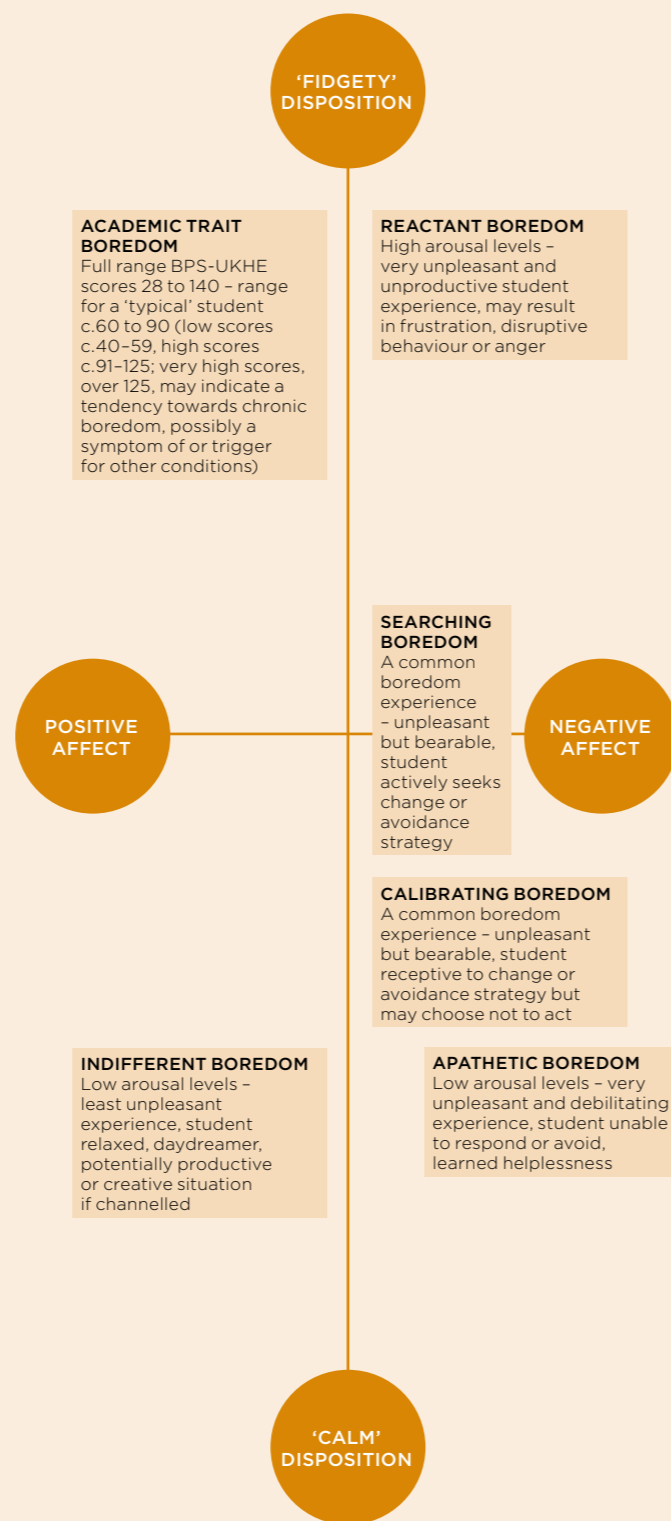 ‘FIDGETY’
DISPOSITION
ACADEMIC TRAIT
BOREDOM
Full range BPS-UKHE
scores 28 to 140 – range
for a ‘typical’ student
c.60 to 90 (low scores
c.40–59, high scores
c.91–125; very high scores,
over 125, may indicate a
tendency towards chronic
boredom, possibly a
symptom of or trigger
for other conditions)
REACTANT BOREDOM
High arousal levels –
very unpleasant and
unproductive student
experience, may result
in frustration, disruptive
behaviour or anger
POSITIVE
AFFECT
SEARCHING
BOREDOM
A common
boredom
experience
– unpleasant
but bearable,
student
actively seeks
change or
avoidance
strategy
NEGATIVE
AFFECT
CALIBRATING BOREDOM
A common boredom
experience – unpleasant
but bearable, student
receptive to change or
avoidance strategy but
may choose not to act
INDIFFERENT BOREDOM
Low arousal levels –
least unpleasant
experience, student
relaxed, daydreamer,
potentially productive
or creative situation
if channelled
APATHETIC BOREDOM
Low arousal levels – very
unpleasant and debilitating
experience, student unable
to respond or avoid,
learned helplessness
‘CALM’
DISPOSITION